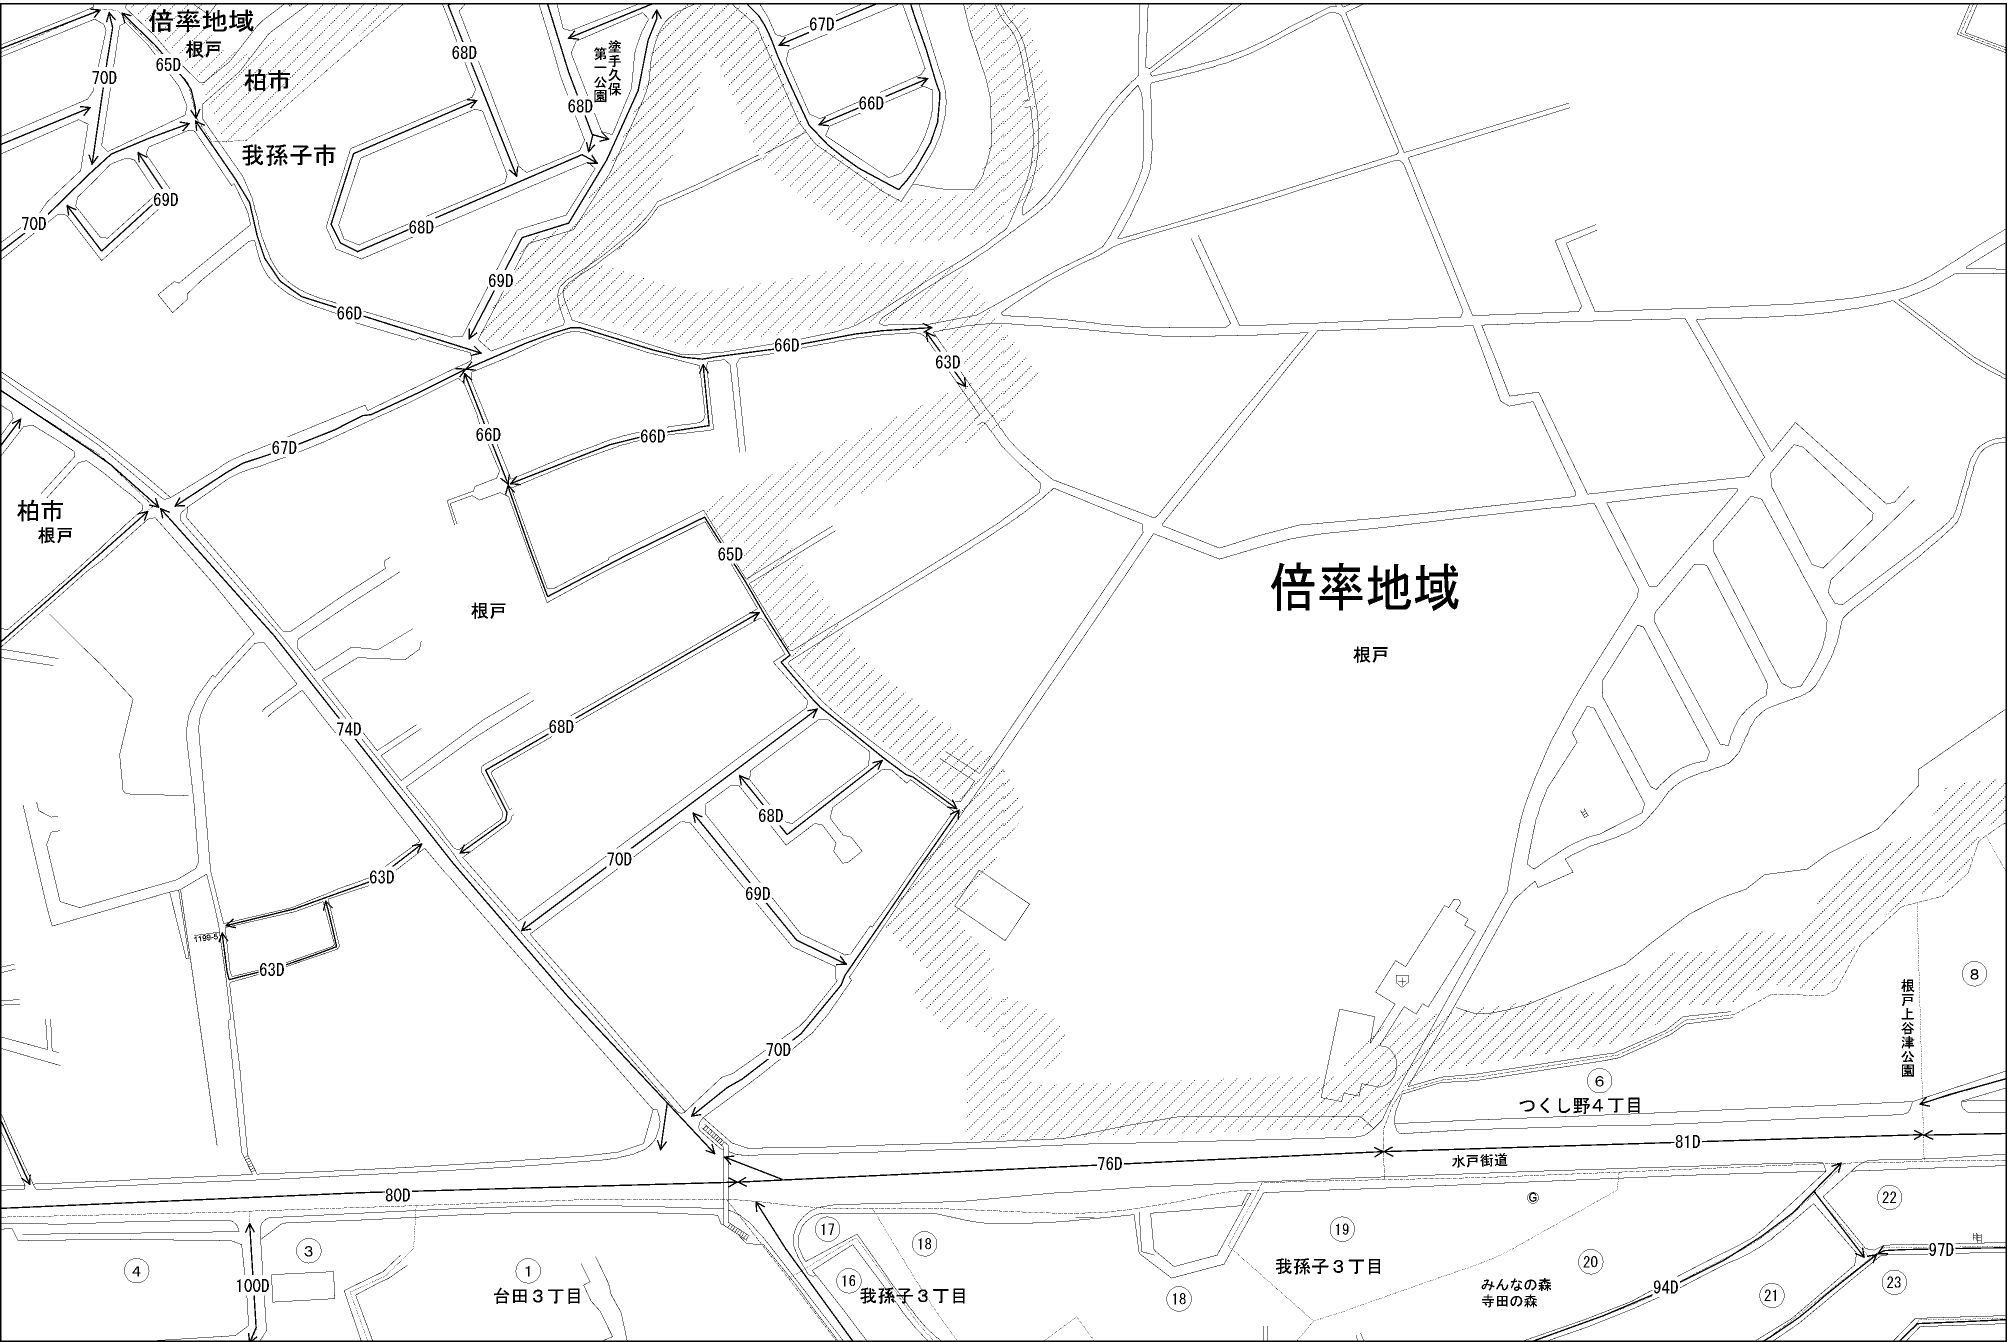 倍率地域
根戸
柏市
我孫子市
70D
65D
69D
70D
68D
68D
68D
塗手久保
第一公園
67D
66D
69D
66D
66D
63D
67D
66D
66D
柏市
根戸
65D
根戸
倍率地域
根戸
74D
68D
68D
70D
69D
63D
1199-5
63D
70D
8
根戸上谷津公園
6
つくし野4丁目
81D
76D
水戸街道
80D
100D
4
3
1
台田3丁目
17
18
16
我孫子3丁目
18
19
我孫子3丁目
G
20
みんなの森
寺田の森
94D
21
22
97D
23